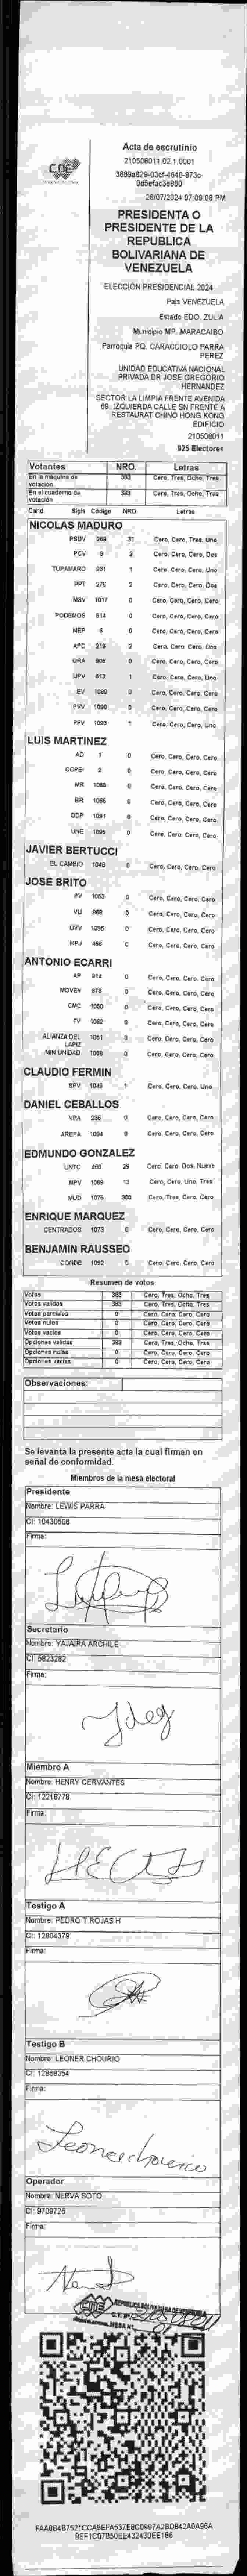 CNE
Acta de escrutinio
210508011.02.1.0001
0d5efac3e860
28/07/2024 07:09:08 PM
PRESIDENTA O
PRESIDENTE DE LA
REPUBLICA
BOLIVARIANA DE
VENEZUELA
ELECCIÓN PRESIDENCIAL 2024
País VENEZUELA
Estado EDO. ZULIA
Municipio MP. MARACAIBO
Parroquia PQ. CARACCIOLO PARRA
PEREZ
UNIDAD EDUCATIVA NACIONAL
PRIVADA DR JOSE GREGORIO
HERNANDEZ
SECTOR LA LIMPIA FRENTE AVENIDA
69. IZQUIERDA CALLE SN FRENTE A
RESTAURAT CHINO HONG KONG
EDIFICIO
210508011
925 Electores
Votantes NRO. Letras
En la máquina de votación 383 Cero, Tres, Ocho, Tres
En el cuaderno de votación 383 Cero, Tres, Ocho, Tres
Cand. Sigla Código NRO. Letras
NICOLAS MADURO
PSUV 269 31 Cero, Cero, Tres, Uno
PCV 9 2 Cero, Cero, Cero, Dos
TUPAMARO 931 1 Cero, Cero, Cero, Uno
PPT 276 2 Cero, Cero, Cero, Dos
MSV 1017 0 Cero, Cero, Cero, Cero
PODEMOS 614 0 Cero, Cero, Cero, Cero
MEP 6 0 Cero, Cero, Cero, Cero
APC 219 2 Cero, Cero, Cero, Dos
ORA 906 0 Cero, Cero, Cero, Cero
UPV 613 1 Cero, Cero, Cero, Uno
EV 1089 0 Cero, Cero, Cero, Cero
PVV 1090 0 Cero, Cero, Cero, Cero
PFV 1093 1 Cero, Cero, Cero, Uno
LUIS MARTINEZ
AD 1 0 Cero, Cero, Cero, Cero
COPEI 2 0 Cero, Cero, Cero, Cero
MR 0 Cero, Cero, Cero, Cero
BR 0 Cero, Cero, Cero, Cero
DDP 1091 0 Cero, Cero, Cero, Cero
UNE 1095 0 Cero, Cero, Cero, Cero
JAVIER BERTUCCI
EL CAMBIO 1048 0 Cero, Cero, Cero, Cero
JOSE BRITO
PV 1053 0 Cero, Cero, Cero, Cero
VU 968 0 Cero, Cero, Cero, Cero
UVV 1096 0 Cero, Cero, Cero, Cero
MPJ 458 0 Cero, Cero, Cero, Cero
ANTONIO ECARRI
AP 914 0 Cero, Cero, Cero, Cero
MOVEV 978 0 Cero, Cero, Cero, Cero
CMC 1050 0 Cero, Cero, Cero, Cero
FV 1052 0 Cero, Cero, Cero, Cero
ALIANZA DEL LAPIZ 1051 0 Cero, Cero, Cero, Cero
MIN UNIDAD 1088 0 Cero, Cero, Cero, Cero
CLAUDIO FERMIN
SPV 1049 1 Cero, Cero, Cero, Uno
DANIEL CEBALLOS
VPA 236 0 Cero, Cero, Cero, Cero
AREPA 1094 0 Cero, Cero, Cero, Cero
EDMUNDO GONZALEZ
UNTC 460 29 Cero, Cero, Dos, Nueve
MPV 1069 13 Cero, Cero, Uno, Tres
MUD 1075 300 Cero, Tres, Cero, Cero
ENRIQUE MARQUEZ
CENTRADOS 1073 0 Cero, Cero, Cero, Cero
BENJAMIN RAUSSEO
CONDE 1092 0 Cero, Cero, Cero, Cero
Resumen de votos
Votos 383 Cero, Tres, Ocho, Tres
Votos validos 383 Cero, Tres, Ocho, Tres
Votos parciales 0 Cero, Cero, Cero, Cero
Votos nulos 0 Cero, Cero, Cero, Cero
Votos vacios 0 Cero, Cero, Cero, Cero
Opciones validas 383 Cero, Tres, Ocho, Tres
Opciones nulas 0 Cero, Cero, Cero, Cero
Opciones vacias 0 Cero, Cero, Cero, Cero
Observaciones:
Se levanta la presente acta la cual firman en
señal de conformidad.
Miembros de la mesa electoral
Presidente
Nombre: LEWIS PARRA
CI: 10430508
Firma:
Secretario
Nombre: YAJAIRA ARCHILE
CI: 5823282
Firma:
Miembro A
Nombre: HENRY CERVANTES
CI: 12218778
Firma:
Testigo A
Nombre: PEDRO T ROJAS H
CI: 12804379
Firma:
Testigo B
Nombre: LEONER CHOURIO
CI: 12868354
Firma:
Leoner chourio
Operador
Nombre: NERVA SOTO
CI: 9709726
Firma:
CNE
REPÚBLICA BOLIVARIANA DE VENEZUELA
C.V. Nº
MESA Nº
FAA0B4B7521CCA5EFA537E8C0997A2BDB42A0A96A
9EF1C07B50EE432430EE186